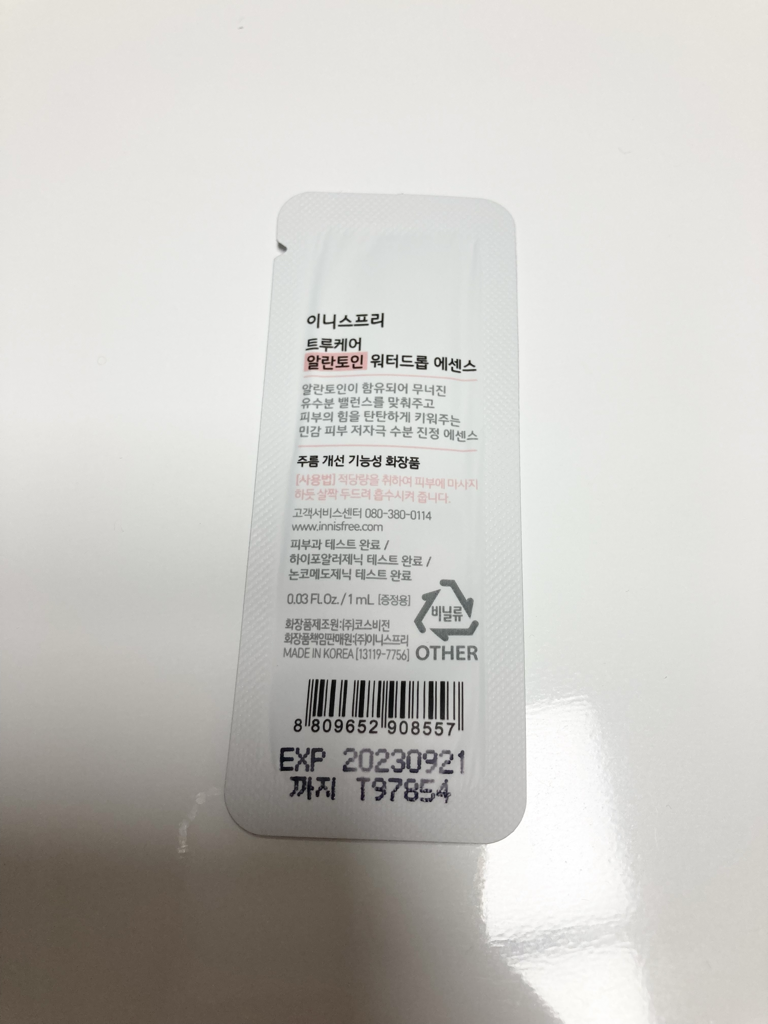 이니스프리
트루케어
알란토인 워터드롭 에센스
알란토인이 함유되어 무너진
유수분 밸런스를 맞춰주고
피부의 힘을 탄탄하게 키워주는
민감 피부 저자극 수분 진정 에센스
주름 개선 기능성 화장품
[사용법] 적당량을 취하여 피부에 마사지
하듯 살짝 두드려 흡수시켜 줍니다.
고객서비스센터 080-380-0114
www.innisfree.com
피부과 테스트 완료 /
하이포알러제닉 테스트 완료 /
논코메도제닉 테스트 완료
0.03 FL.Oz. / 1 mL [증정용]
화장품제조원:(주)코스비전
화장품책임판매원:(주)이니스프리
MADE IN KOREA [13119-7756]
비닐류
OTHER
8 809652 908557
EXP 20230921
까지 T97854